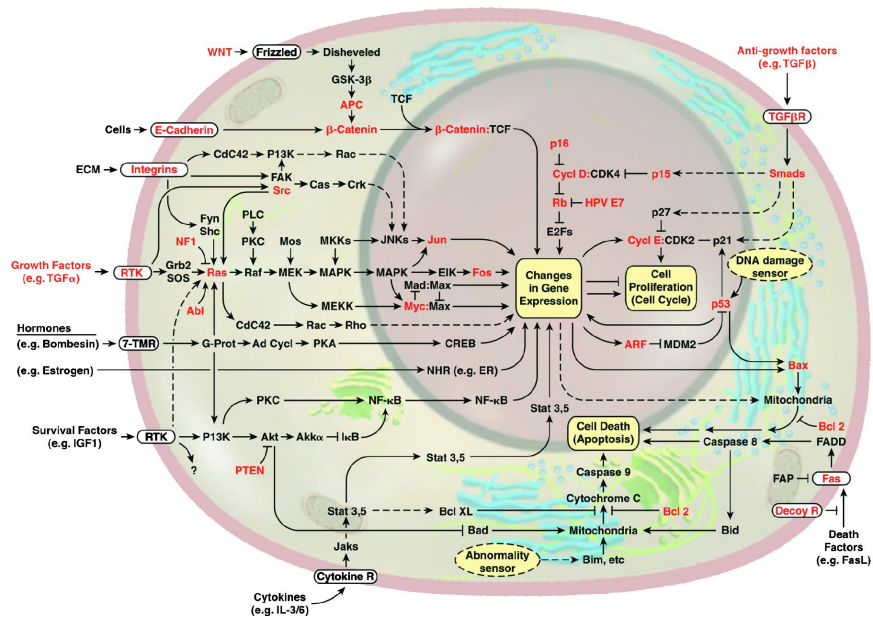 WNT
Frizzled
Disheveled
GSK-3β
APC
TCF
Cells
E-Cadherin
β-Catenin
β-Catenin:TCF
ECM
Integrins
CdC42
P13K
Rac
FAK
Src
Cas
Crk
Fyn
Shc
PLC
PKC
NF1
Mos
MKKs
JNKs
Jun
Growth Factors
(e.g. TGFα)
RTK
Grb2
SOS
Ras
Raf
MEK
MAPK
MAPK
ElK
Fos
Mad:Max
Abl
MEKK
Myc:Max
CdC42
Rac
Rho
Hormones
(e.g. Bombesin)
7-TMR
G-Prot
Ad Cycl
PKA
CREB
(e.g. Estrogen)
NHR (e.g. ER)
PKC
NF-κB
NF-κB
Survival Factors
(e.g. IGF1)
RTK
P13K
Akt
Akkα
IκB
?
PTEN
Stat 3,5
Stat 3,5
Stat 3,5
Bcl XL
Jaks
Bad
Cytokine R
Cytokines
(e.g. IL-3/6)
Abnormality
sensor
Bim, etc
Mitochondria
Cytochrome C
Caspase 9
Cell Death
(Apoptosis)
Bcl 2
Bid
Caspase 8
FADD
Bcl 2
Mitochondria
Bax
FAP
Fas
Decoy R
Death
Factors
(e.g. FasL)
Changes
in Gene
Expression
Cell
Proliferation
(Cell Cycle)
ARF
MDM2
p53
DNA damage
sensor
p21
Cycl E:CDK2
p27
E2Fs
Rb
HPV E7
Cycl D:CDK4
p15
p16
Smads
TGFβR
Anti-growth factors
(e.g. TGFβ)